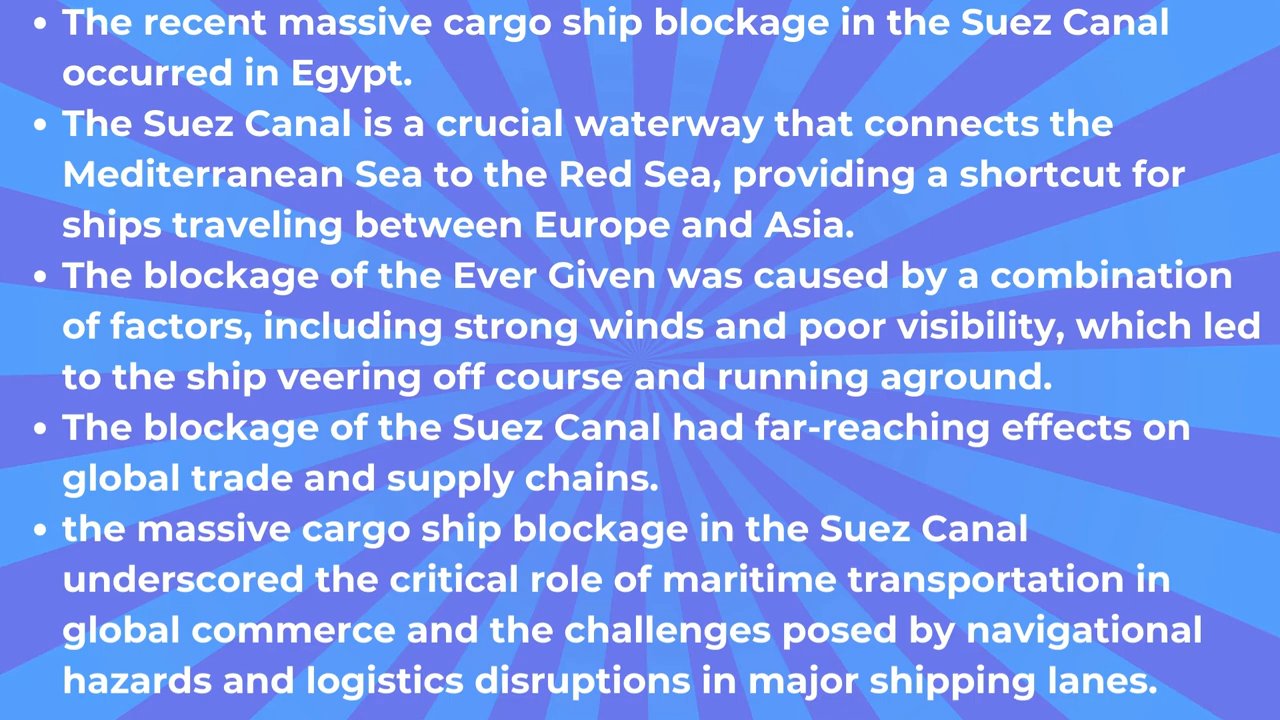 • The recent massive cargo ship blockage in the Suez Canal
occurred in Egypt.
• The Suez Canal is a crucial waterway that connects the
Mediterranean Sea to the Red Sea, providing a shortcut for
ships traveling between Europe and Asia.
• The blockage of the Ever Given was caused by a combination
of factors, including strong winds and poor visibility, which led
to the ship veering off course and running aground.
• The blockage of the Suez Canal had far-reaching effects on
global trade and supply chains.
• the massive cargo ship blockage in the Suez Canal
underscored the critical role of maritime transportation in
global commerce and the challenges posed by navigational
hazards and logistics disruptions in major shipping lanes.